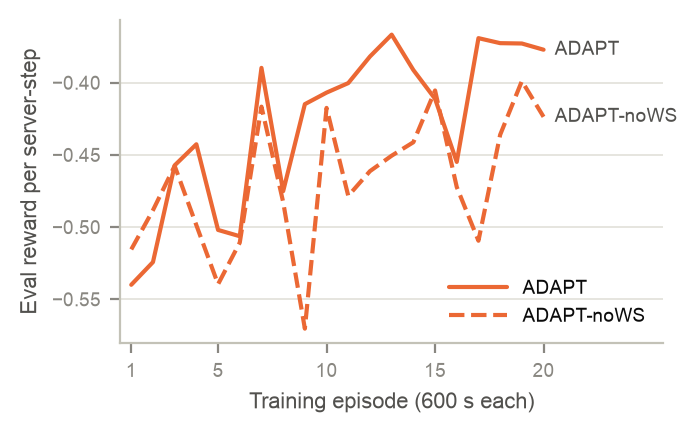 Eval reward per server-step
−0.40
−0.45
−0.50
−0.55
ADAPT
ADAPT-noWS
ADAPT
ADAPT-noWS
1
5
10
15
20
Training episode (600 s each)